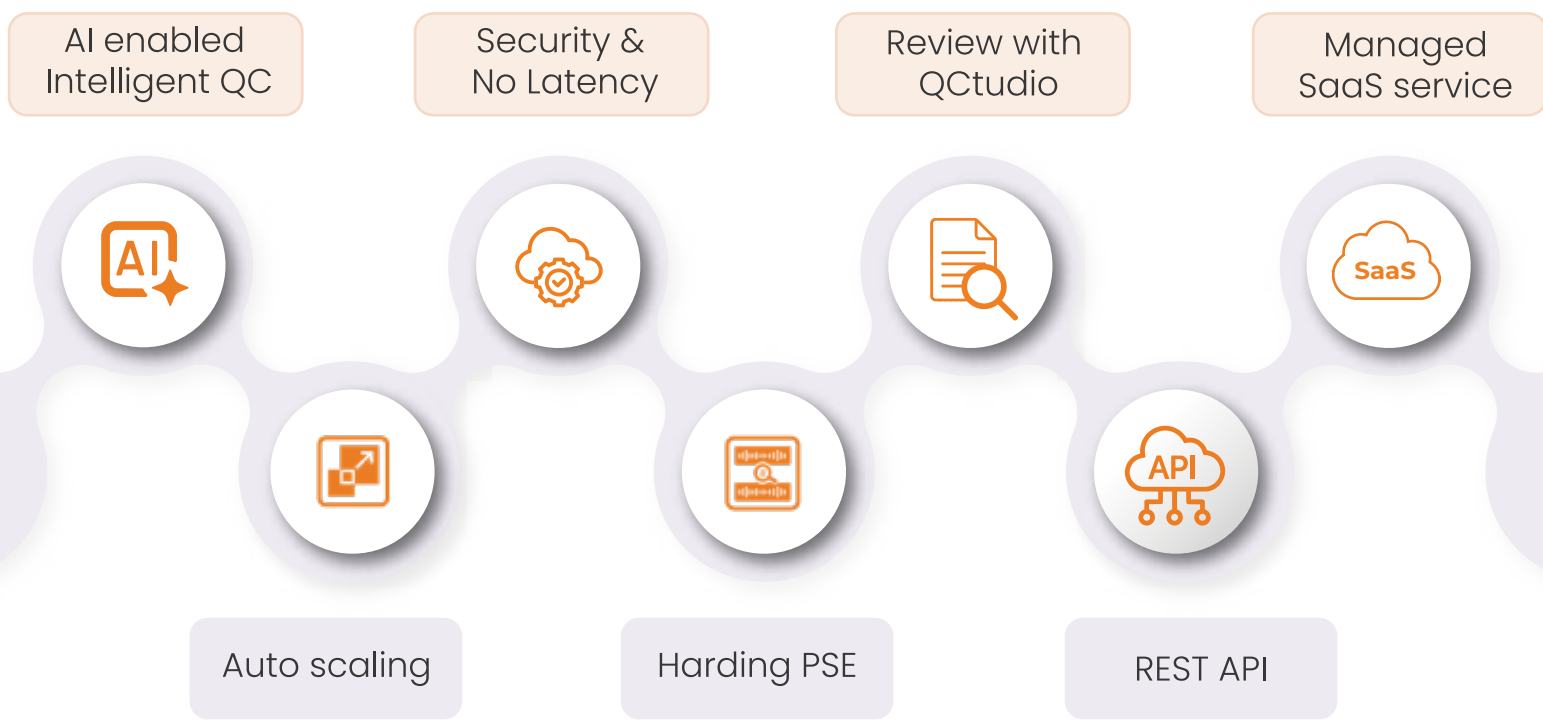 AI enabled
Intelligent QC
Security &
No Latency
Review with
QCtudio
Managed
SaaS service
AI
SaaS
API
Auto scaling
Harding PSE
REST API